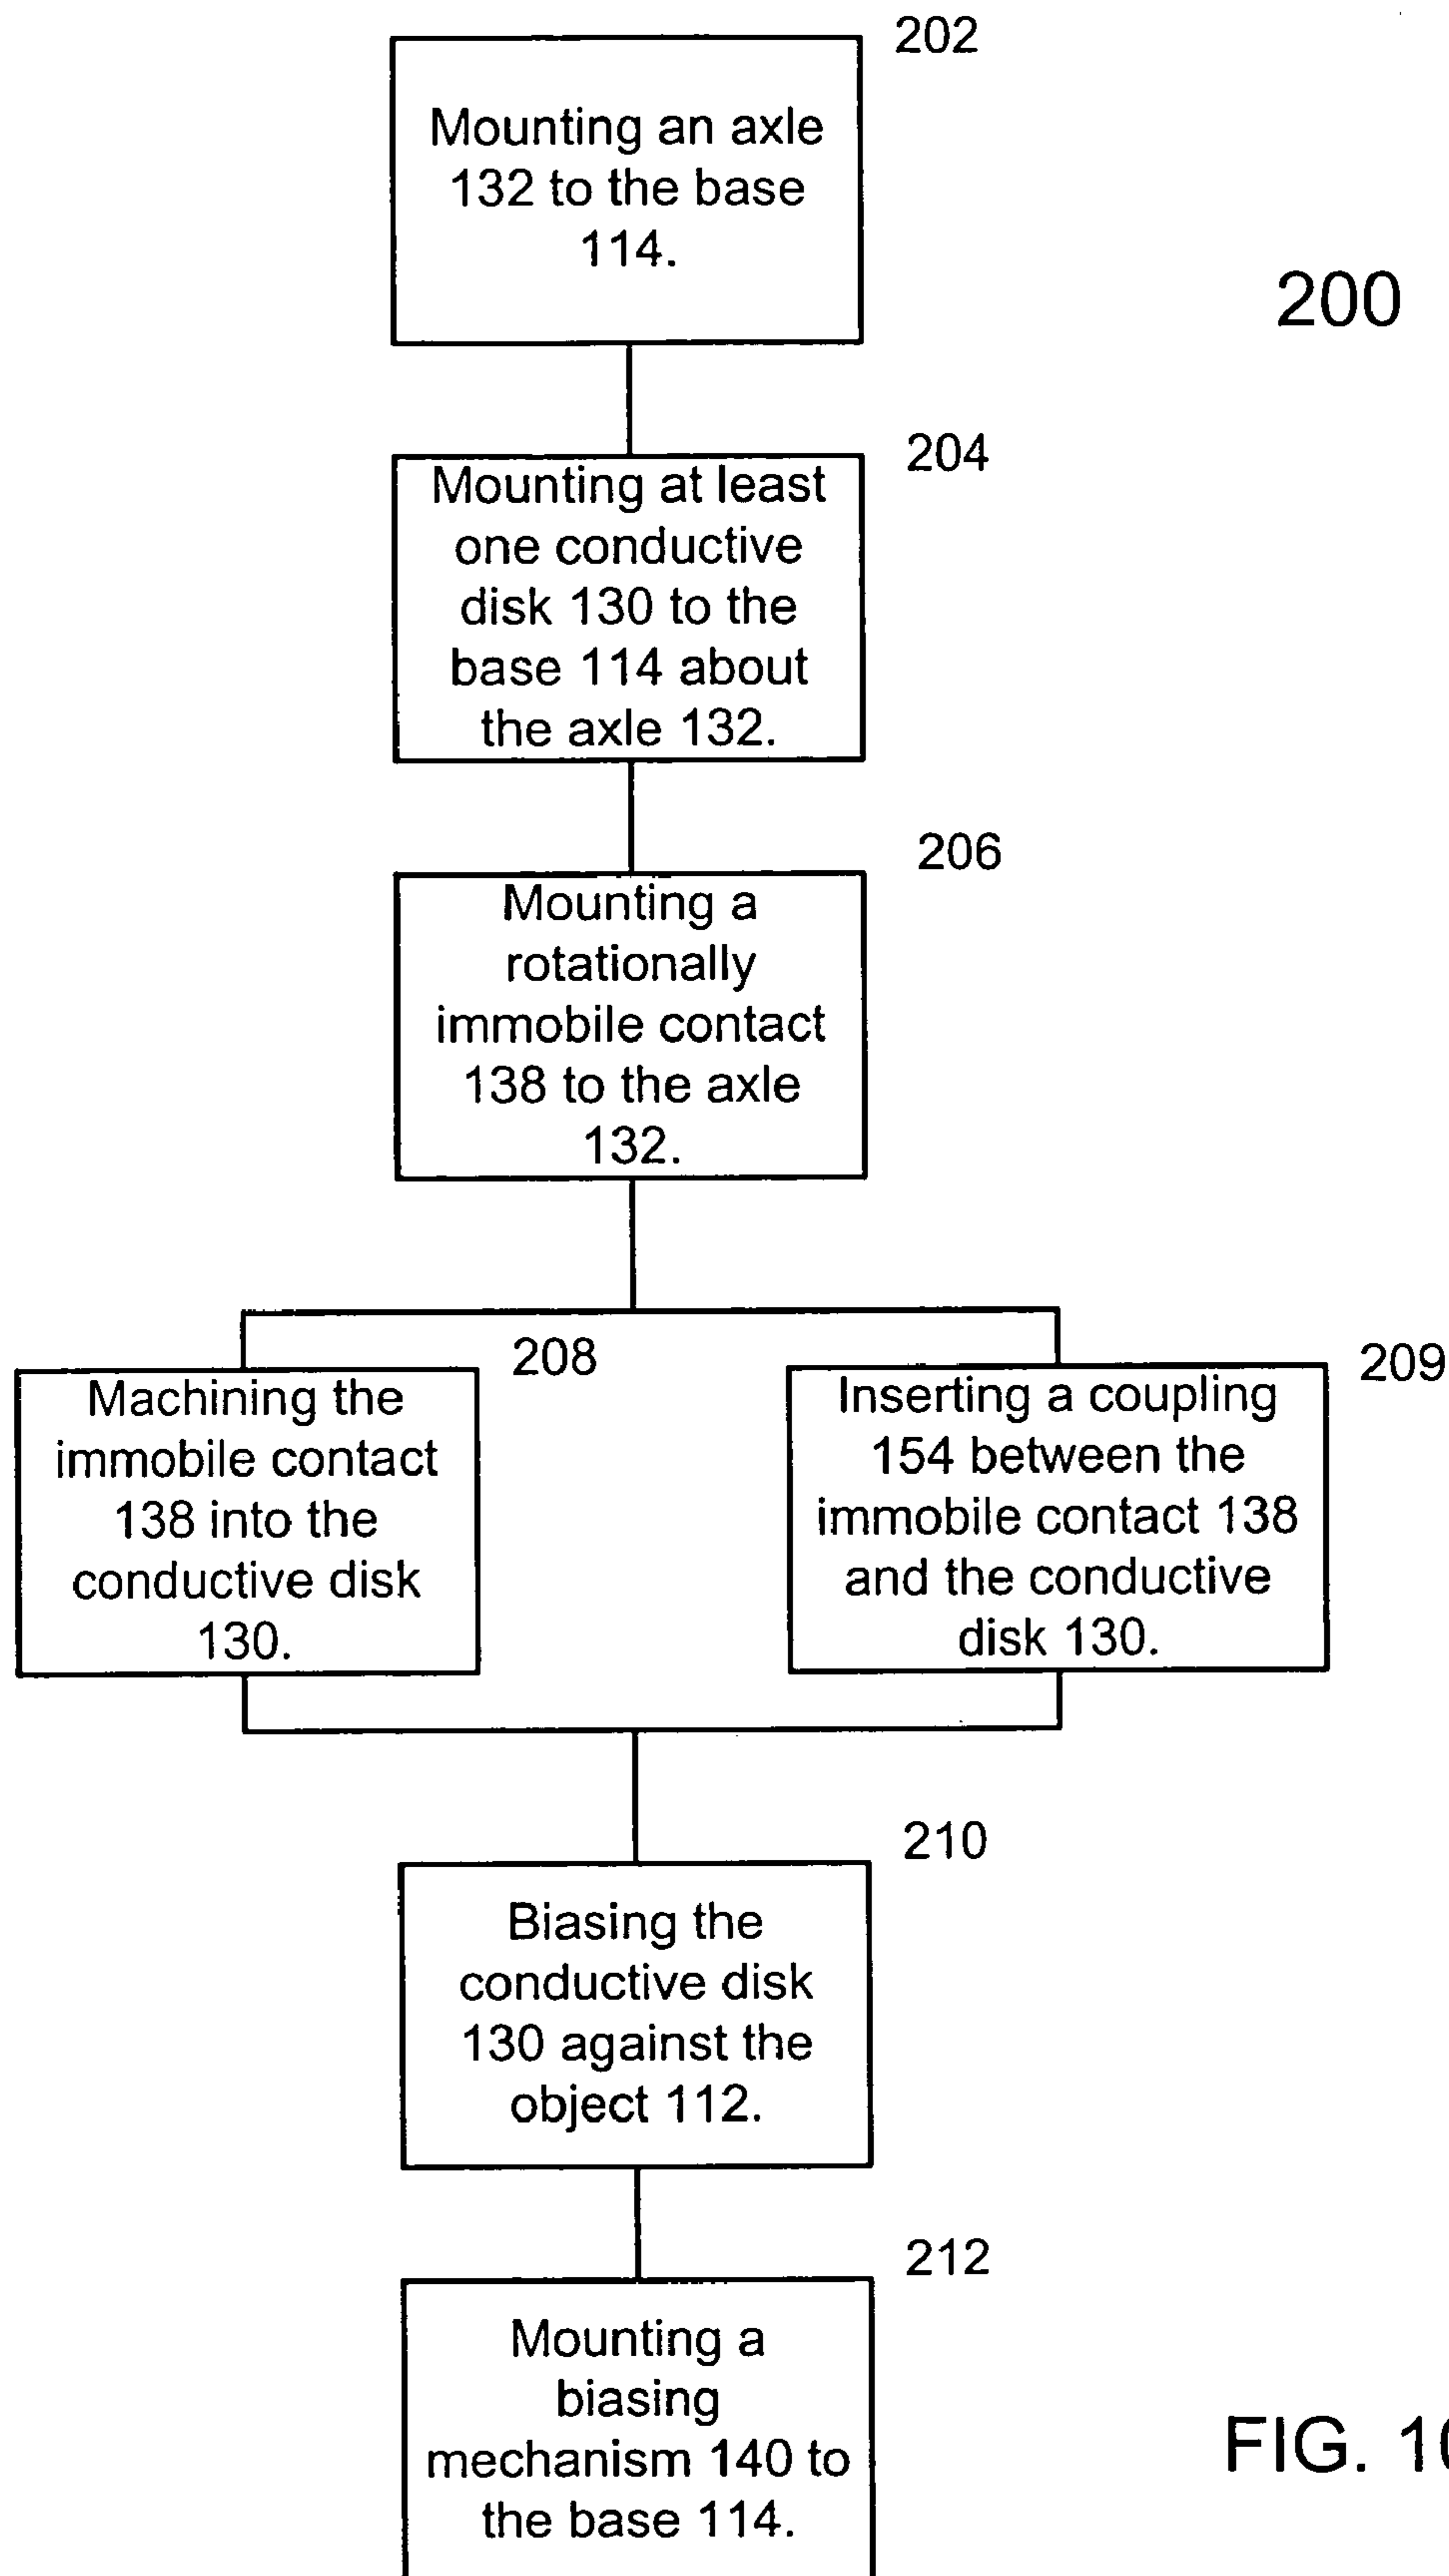 202
Mounting an axle
132 to the base
114.
200
204
Mounting at least
one conductive
disk 130 to the
base 114 about
the axle 132.
206
Mounting a
rotationally
immobile contact
138 to the axle
132.
208
Machining the
immobile contact
138 into the
conductive disk
130.
209
Inserting a coupling
154 between the
immobile contact 138
and the conductive
disk 130.
210
Biasing the
conductive disk
130 against the
object 112.
212
Mounting a
biasing
mechanism 140 to
the base 114.
FIG. 10